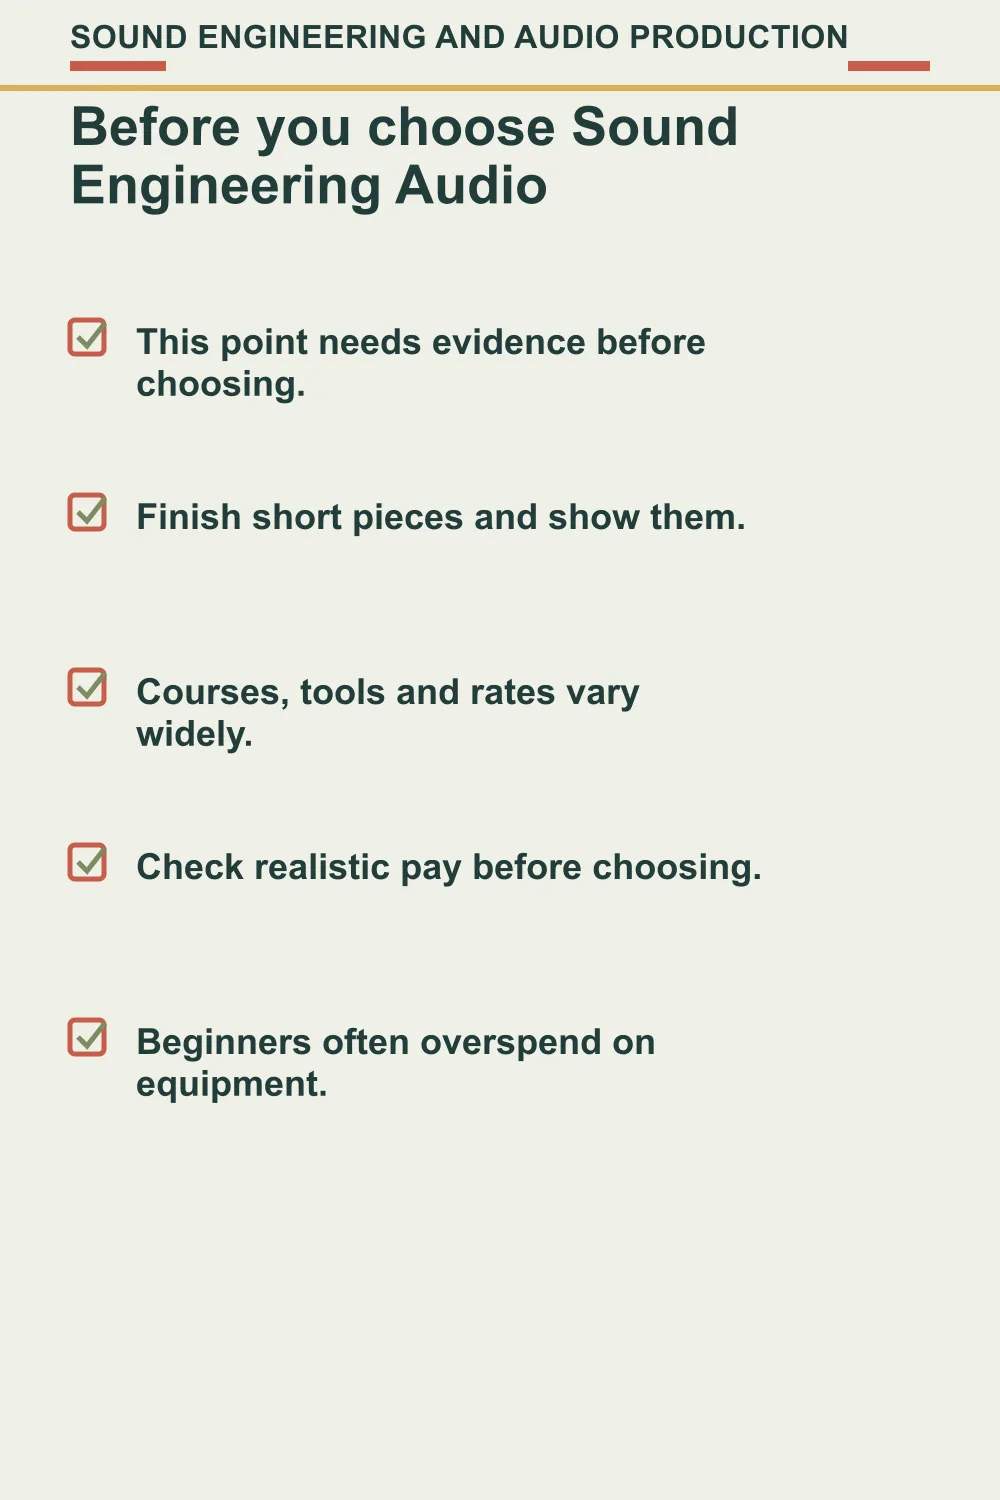 SOUND ENGINEERING AND AUDIO PRODUCTION
Before you choose Sound
Engineering Audio
This point needs evidence before
choosing.
Finish short pieces and show them.
Courses, tools and rates vary
widely.
Check realistic pay before choosing.
Beginners often overspend on
equipment.